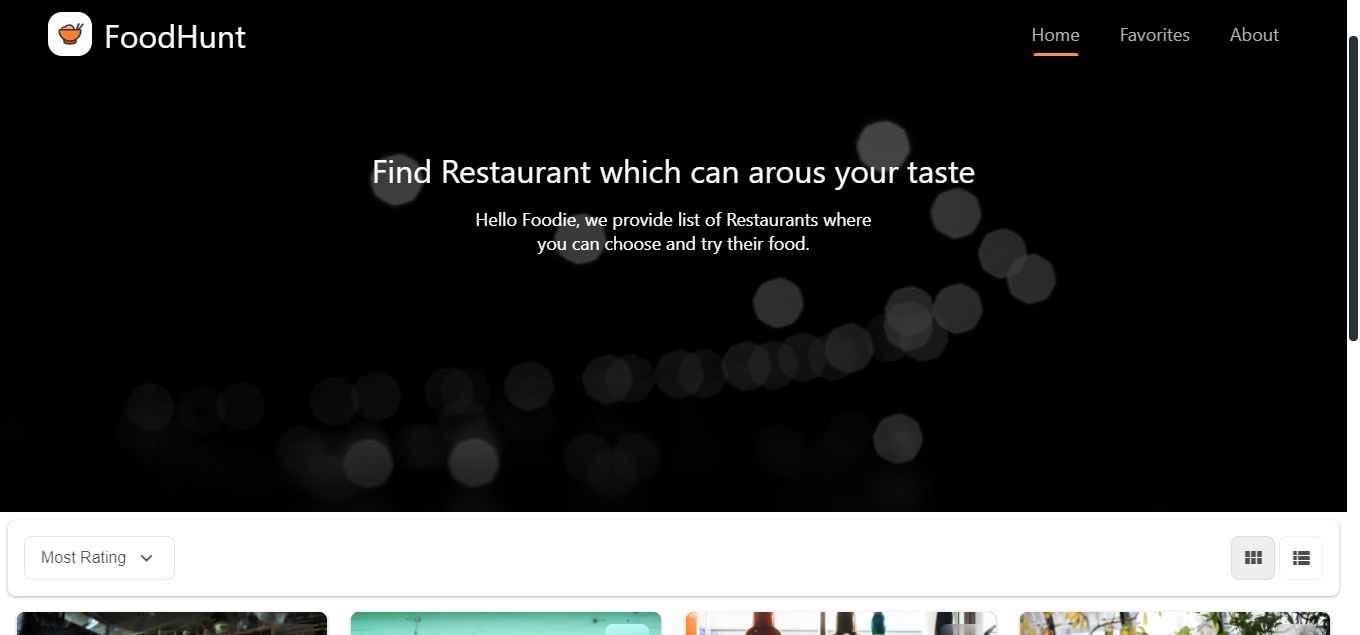 FoodHunt
Home
Favorites
About
Find Restaurant which can arous your taste
Hello Foodie, we provide list of Restaurants where
you can choose and try their food.
Most Rating